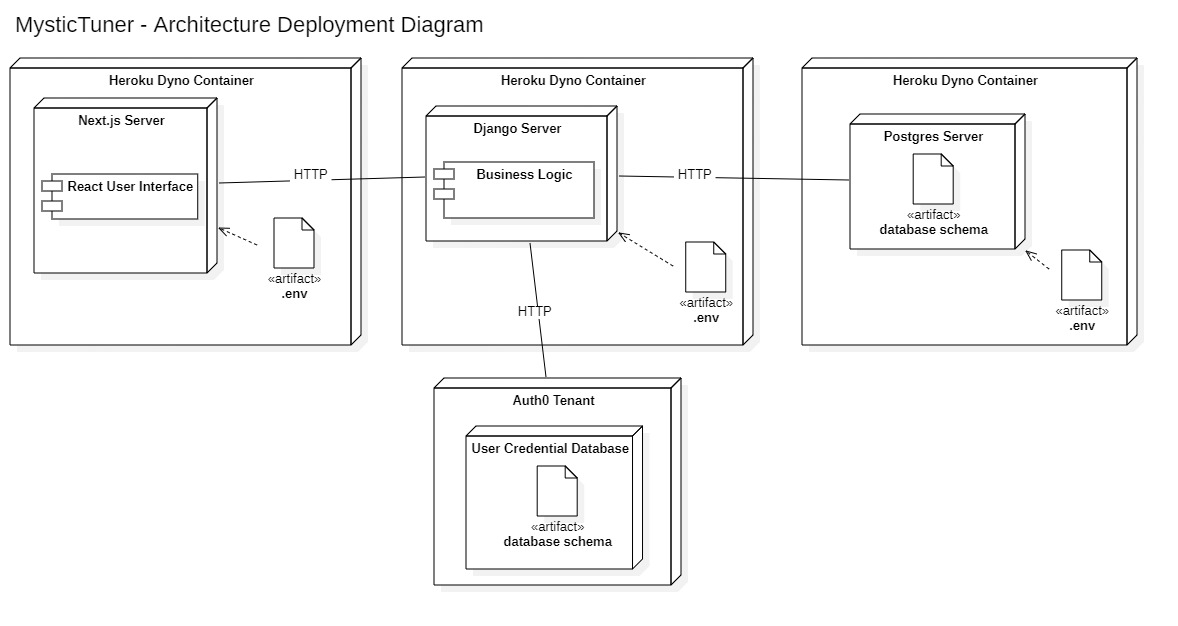 MysticTuner - Architecture Deployment Diagram
Heroku Dyno Container
Next.js Server
React User Interface
«artifact»
.env
HTTP
Heroku Dyno Container
Django Server
Business Logic
«artifact»
.env
HTTP
Heroku Dyno Container
Postgres Server
«artifact»
database schema
«artifact»
.env
HTTP
Auth0 Tenant
User Credential Database
«artifact»
database schema